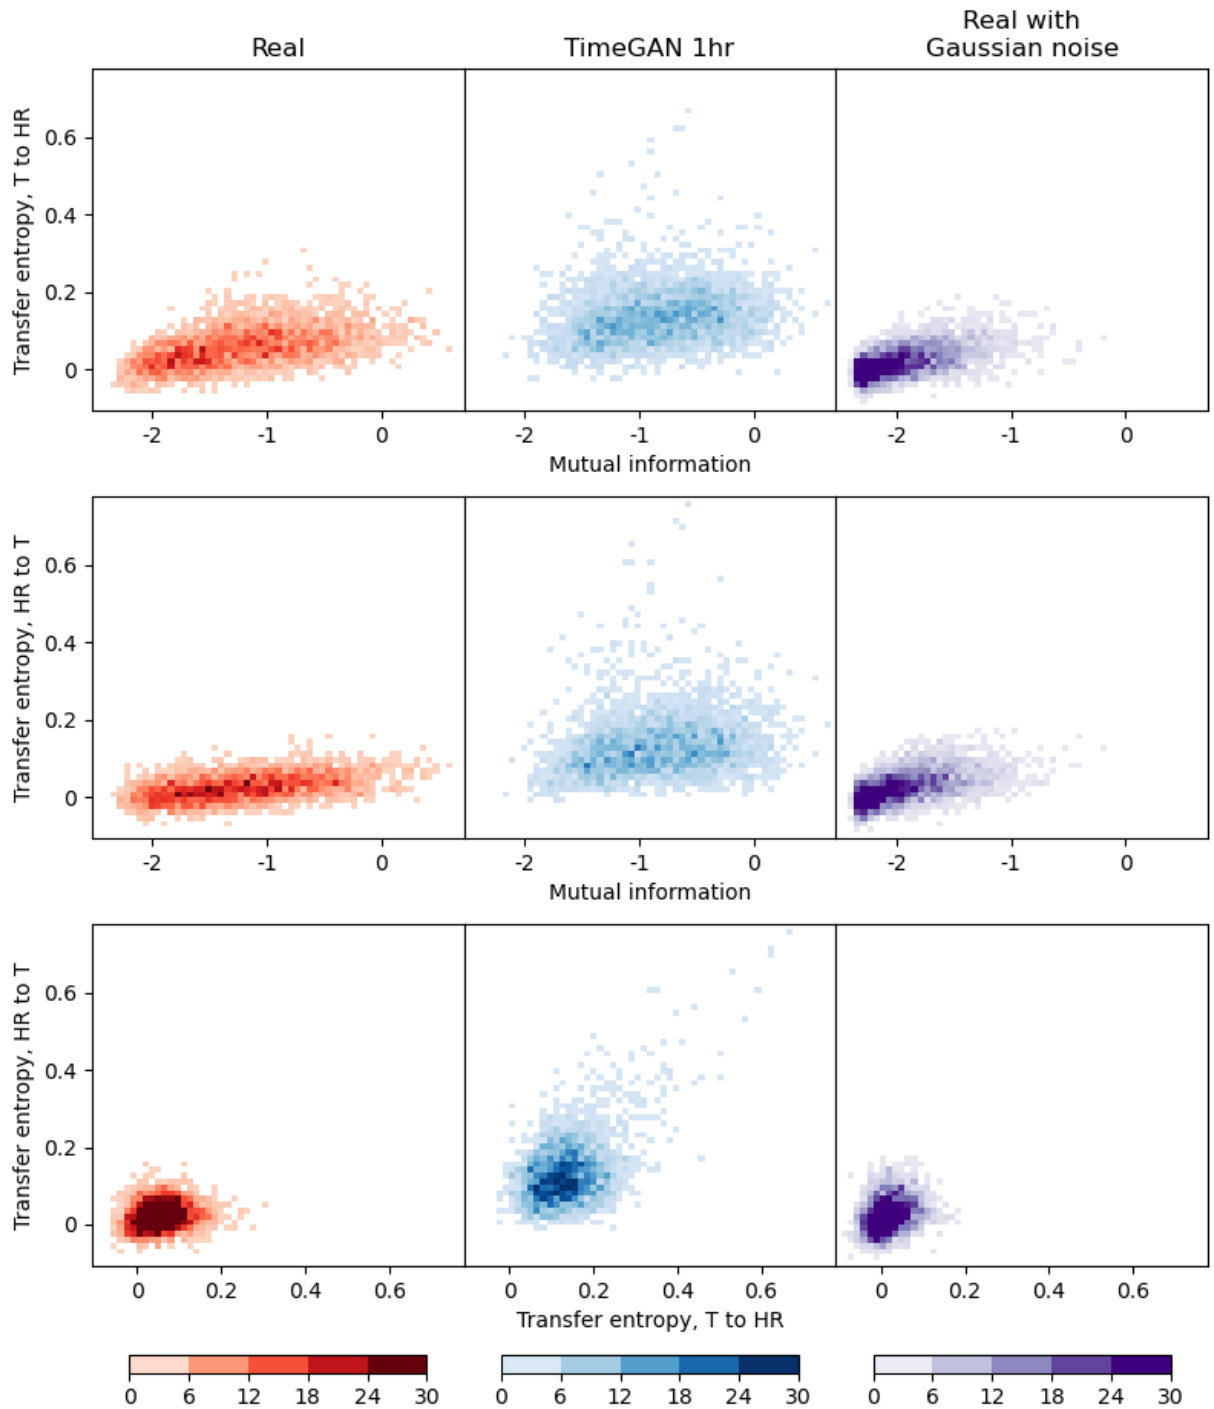 Real
TimeGAN 1hr
Real with
Gaussian noise
Transfer entropy, T to HR
0.6
0.4
0.2
0
-2 -1 0 -2 -1 0 -2 -1 0
Mutual information
Transfer entropy, HR to T
0.6
0.4
0.2
0
-2 -1 0 -2 -1 0 -2 -1 0
Mutual information
Transfer entropy, HR to T
0.6
0.4
0.2
0
0 0.2 0.4 0.6 0 0.2 0.4 0.6 0 0.2 0.4 0.6
Transfer entropy, T to HR
0 6 12 18 24 30 0 6 12 18 24 30 0 6 12 18 24 30